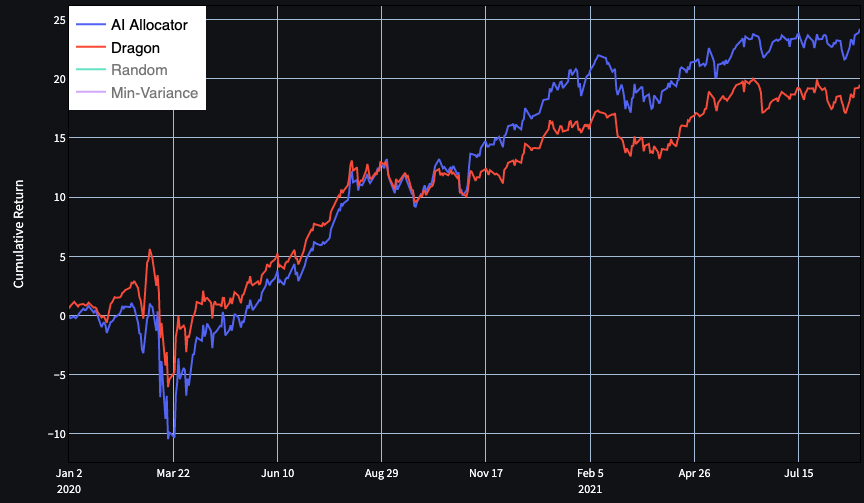 25
AI Allocator
Dragon
Random
Min-Variance
20
15
10
5
0
−5
−10
Cumulative Return
Jan 2
2020
Mar 22
Jun 10
Aug 29
Nov 17
Feb 5
2021
Apr 26
Jul 15